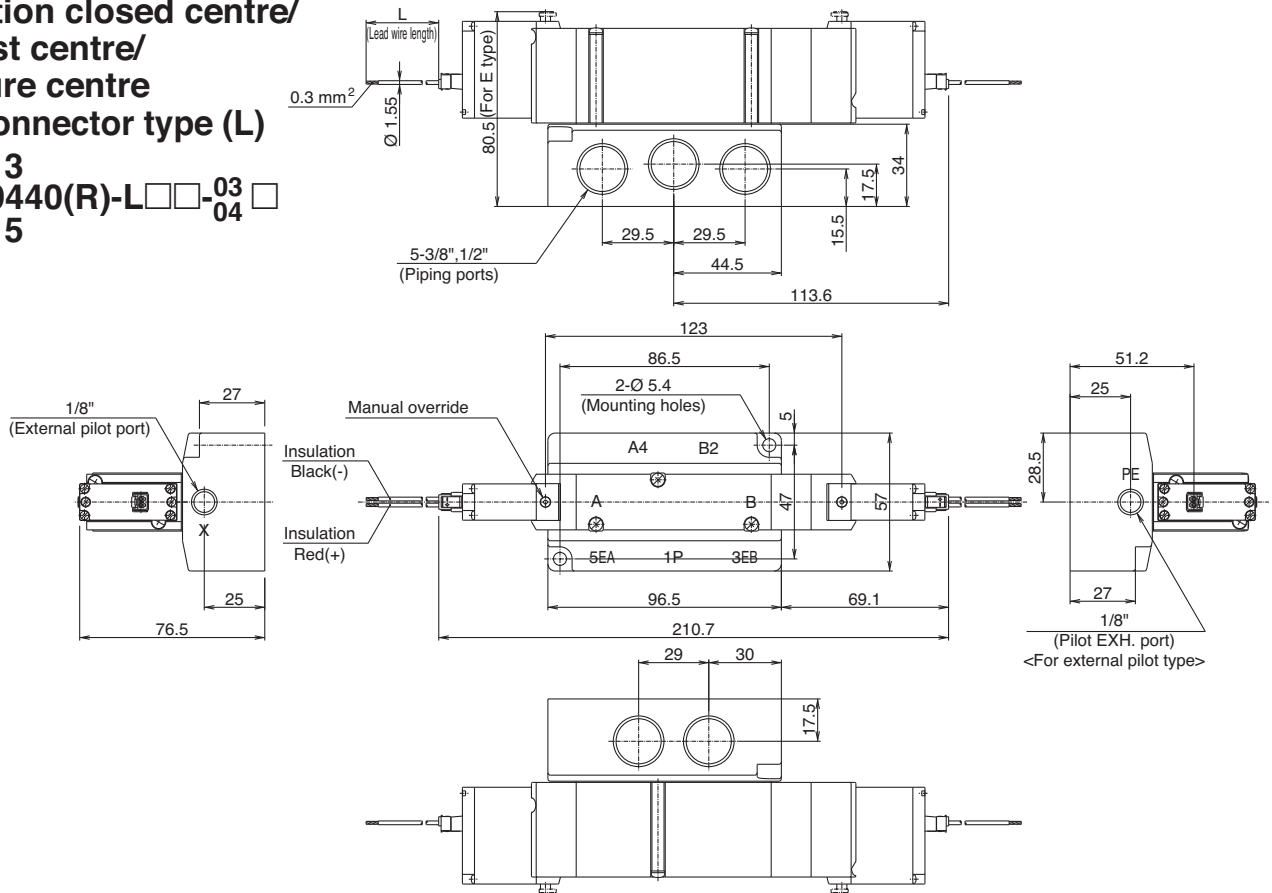 tion closed centre/
st centre/
ure centre
onnector type (L)
3
0440(R)-L□□-03 □
04
5
L
(Lead wire length)
0.3 mm²
Ø 1.55
80.5 (For E type)
34
17.5
15.5
29.5
29.5
44.5
113.6
5-3/8",1/2"
(Piping ports)
123
86.5
2-Ø 5.4
(Mounting holes)
5
Manual override
Insulation
Black(-)
Insulation
Red(+)
A4
B2
A
B
47
57
5EA
1P
3EB
96.5
69.1
210.7
27
1/8"
(External pilot port)
X
25
76.5
51.2
25
28.5
PE
27
1/8"
(Pilot EXH. port)
<For external pilot type>
29
30
17.5